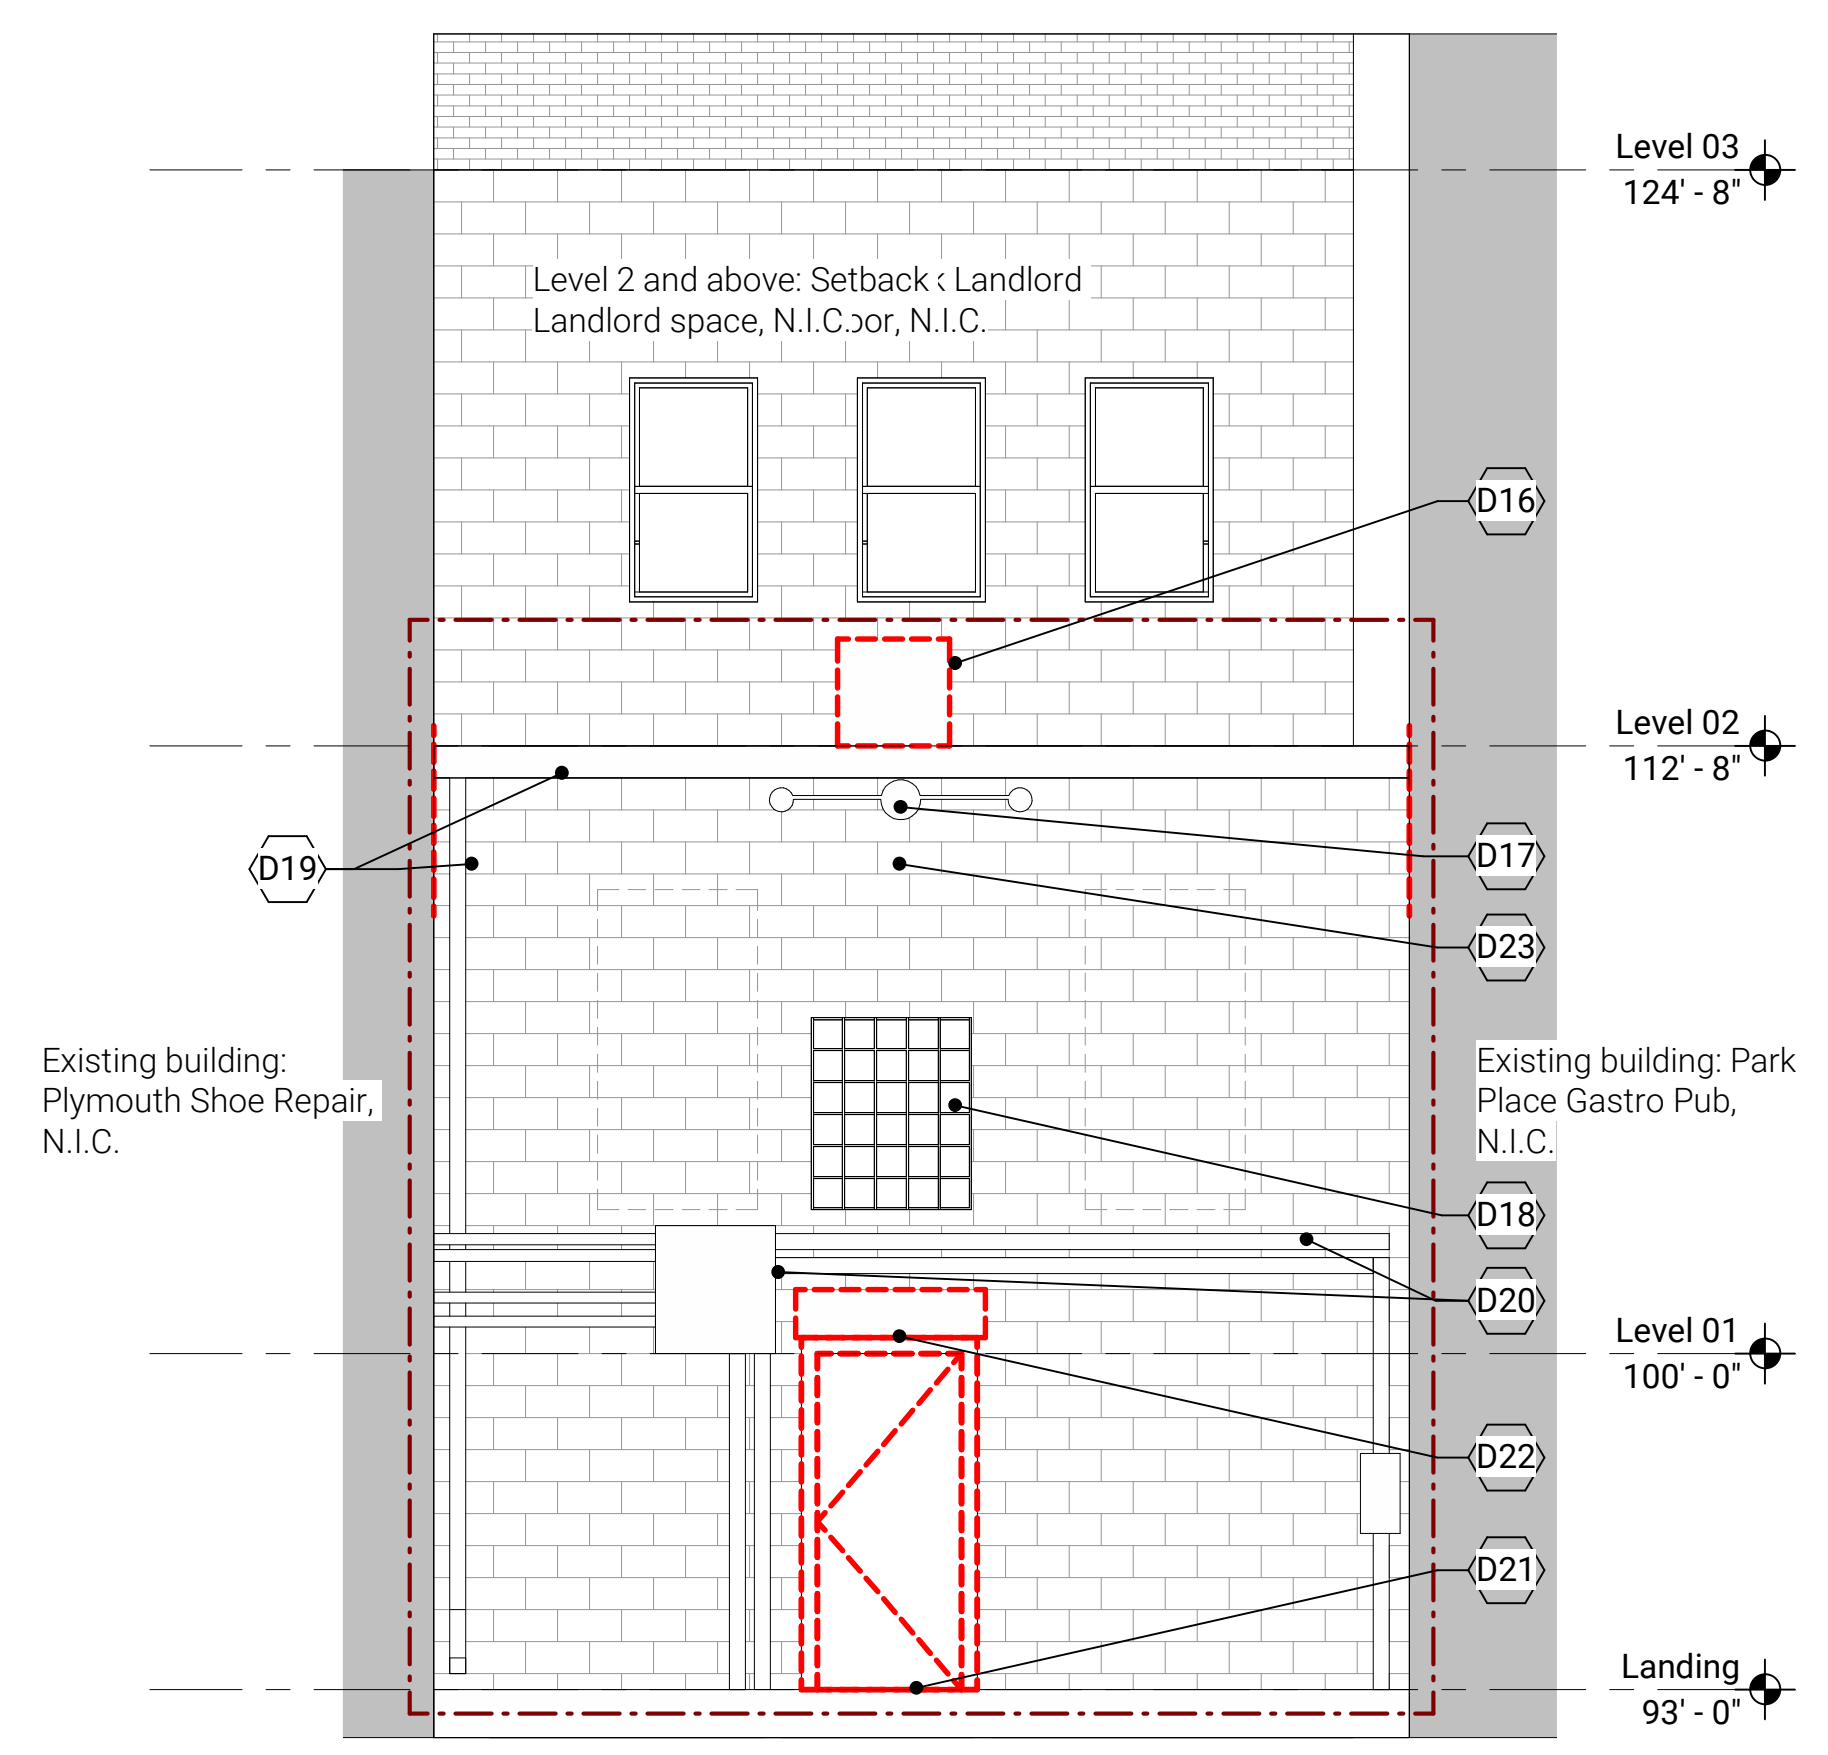 Level 03
124' - 8"
Level 2 and above: Setback Landlord
Landlord space, N.I.C. N.I.C.
D16
Level 02
112' - 8"
D19
D17
D23
Existing building:
Plymouth Shoe Repair,
N.I.C.
Existing building: Park
Place Gastro Pub,
N.I.C.
D18
D20
Level 01
100' - 0"
D22
D21
Landing
93' - 0"